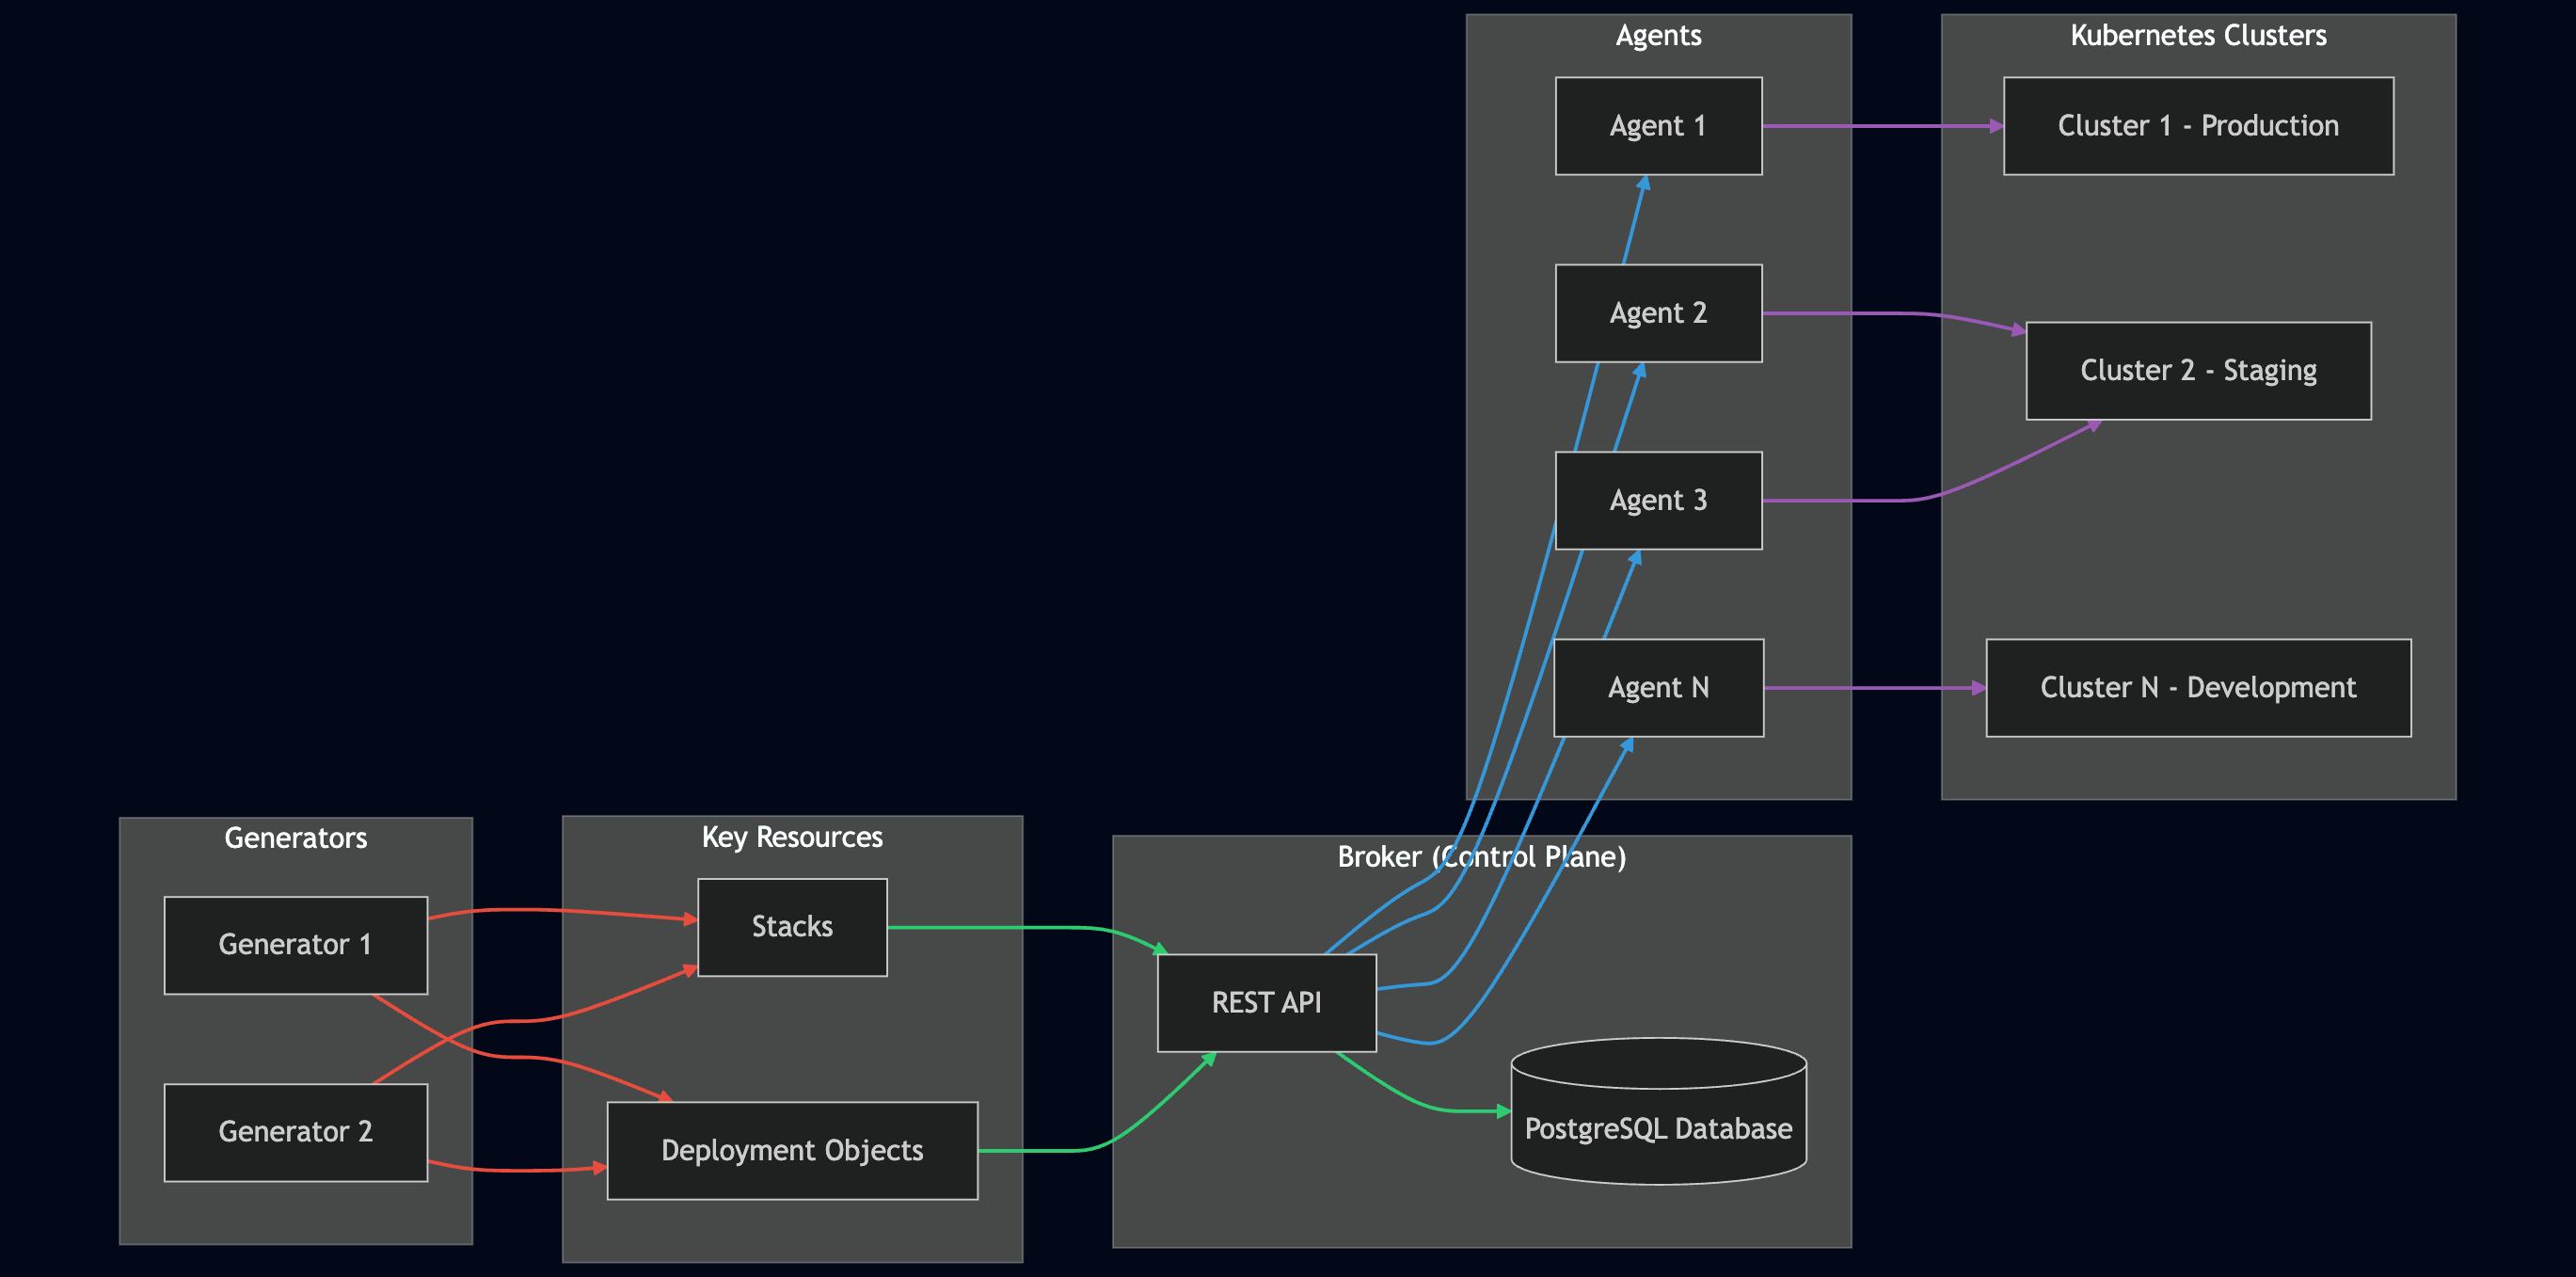 Agents
Agent 1
Agent 2
Agent 3
Agent N
Kubernetes Clusters
Cluster 1 - Production
Cluster 2 - Staging
Cluster N - Development
Generators
Generator 1
Generator 2
Key Resources
Stacks
Deployment Objects
Broker (Control Plane)
REST API
PostgreSQL Database